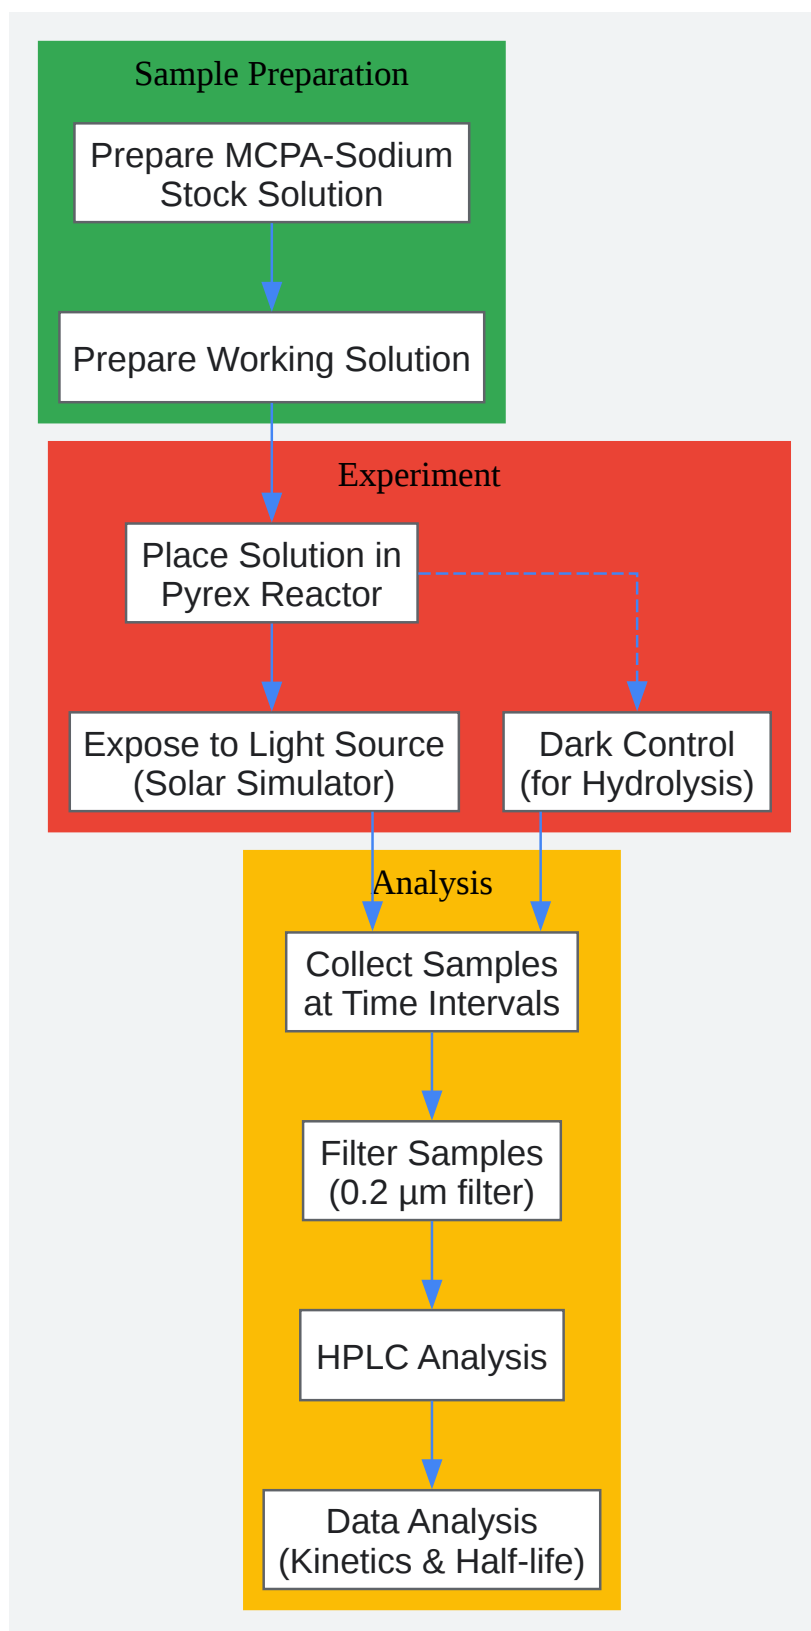 Sample Preparation
Prepare MCPA-Sodium
Stock Solution
Prepare Working Solution
Experiment
Place Solution in
Pyrex Reactor
Expose to Light Source
(Solar Simulator)
Dark Control
(for Hydrolysis)
Analysis
Collect Samples
at Time Intervals
Filter Samples
(0.2 µm filter)
HPLC Analysis
Data Analysis
(Kinetics & Half-life)